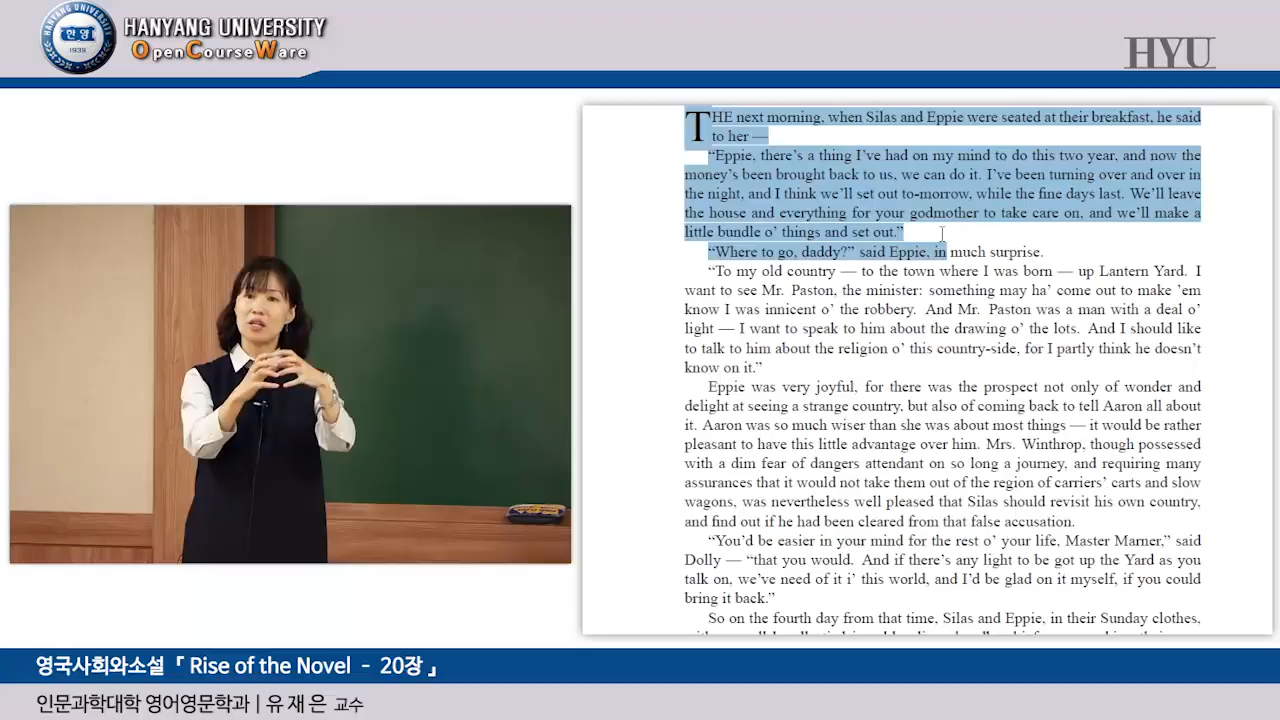 HANYANG UNIVERSITY
OpenCourseWare
한양
1939
HYU
THE next morning, when Silas and Eppie were seated at their breakfast, he said
to her —
“Eppie, there’s a thing I’ve had on my mind to do this two year, and now the
money’s been brought back to us, we can do it. I’ve been turning over and over in
the night, and I think we’ll set out to-morrow, while the fine days last. We’ll leave
the house and everything for your godmother to take care on, and we’ll make a
little bundle o’ things and set out.”
“Where to go, daddy?” said Eppie, in much surprise.
“To my old country — to the town where I was born — up Lantern Yard. I
want to see Mr. Paston, the minister: something may ha’ come out to make ’em
know I was innicent o’ the robbery. And Mr. Paston was a man with a deal o’
light — I want to speak to him about the drawing o’ the lots. And I should like
to talk to him about the religion o’ this country-side, for I partly think he doesn’t
know on it.”
Eppie was very joyful, for there was the prospect not only of wonder and
delight at seeing a strange country, but also of coming back to tell Aaron all about
it. Aaron was so much wiser than she was about most things — it would be rather
pleasant to have this little advantage over him. Mrs. Winthrop, though possessed
with a dim fear of dangers attendant on so long a journey, and requiring many
assurances that it would not take them out of the region of carriers’ carts and slow
wagons, was nevertheless well pleased that Silas should revisit his own country,
and find out if he had been cleared from that false accusation.
“You’d be easier in your mind for the rest o’ your life, Master Marner,” said
Dolly — “that you would. And if there’s any light to be got up the Yard as you
talk on, we’ve need of it i’ this world, and I’d be glad on it myself, if you could
bring it back.”
So on the fourth day from that time, Silas and Eppie, in their Sunday clothes,
영국사회와소설 「 Rise of the Novel - 20장 」
인문과학대학 영어영문학과 | 유 재 은 교수